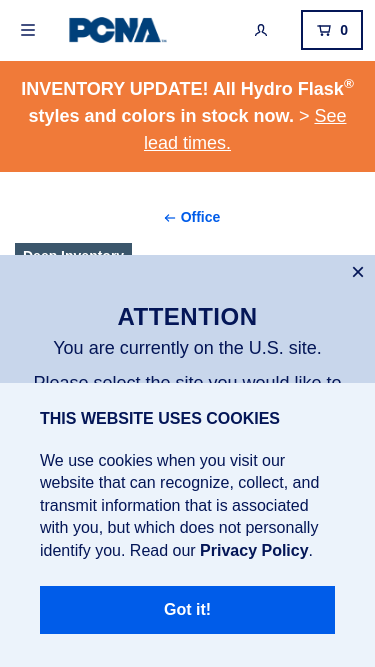 PCNA
0
INVENTORY UPDATE! All Hydro Flask®
styles and colors in stock now. > See
lead times.
← Office
Deep Inventory
×
ATTENTION
You are currently on the U.S. site.
Please select the site you would like to
THIS WEBSITE USES COOKIES
We use cookies when you visit our
website that can recognize, collect, and
transmit information that is associated
with you, but which does not personally
identify you. Read our Privacy Policy.
Got it!